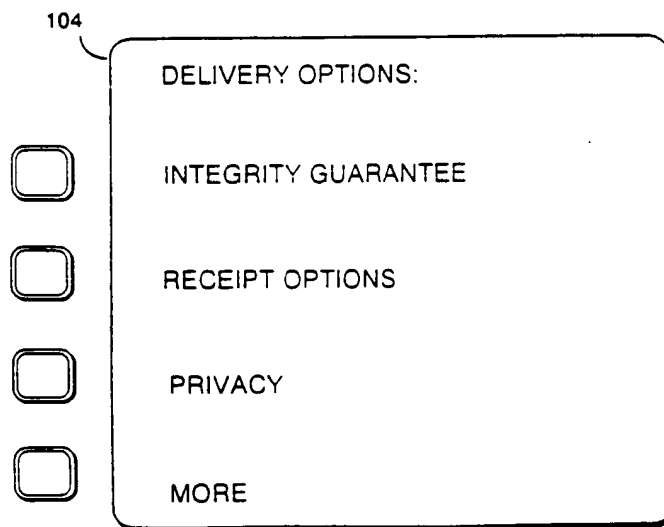 104
DELIVERY OPTIONS:
INTEGRITY GUARANTEE
RECEIPT OPTIONS
PRIVACY
MORE